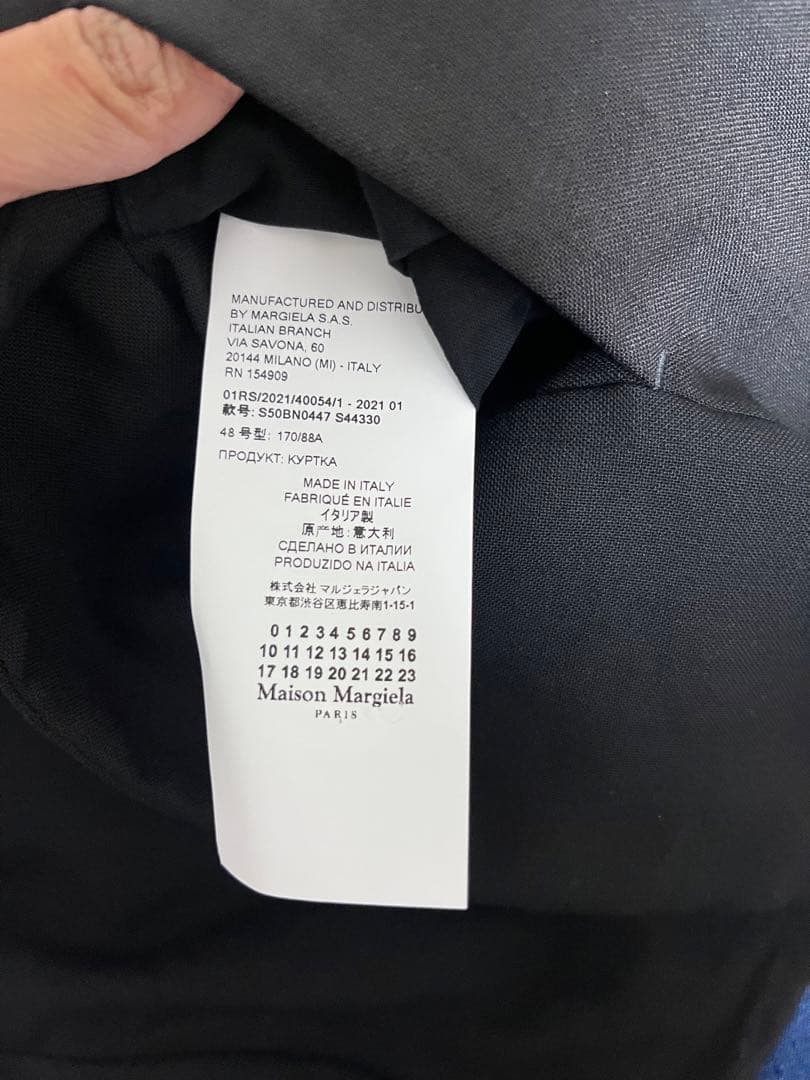 MANUFACTURED AND DISTRIBU
BY MARGIELA S.A.S.
ITALIAN BRANCH
VIA SAVONA, 60
20144 MILANO (MI) - ITALY
RN 154909
01RS/2021/40054/1 - 2021 01
款号: S50BN0447 S44330
48 号型: 170/88A
ПРОДУКТ: КУРТКА
MADE IN ITALY
FABRIQUÉ EN ITALIE
イタリア製
原产地: 意大利
СДЕЛАНО В ИТАЛИИ
PRODUZIDO NA ITALIA
株式会社 マルジェラジャパン
東京都渋谷区恵比寿南1-15-1
0 1 2 3 4 5 6 7 8 9
10 11 12 13 14 15 16
17 18 19 20 21 22 23
Maison Margiela
PARIS